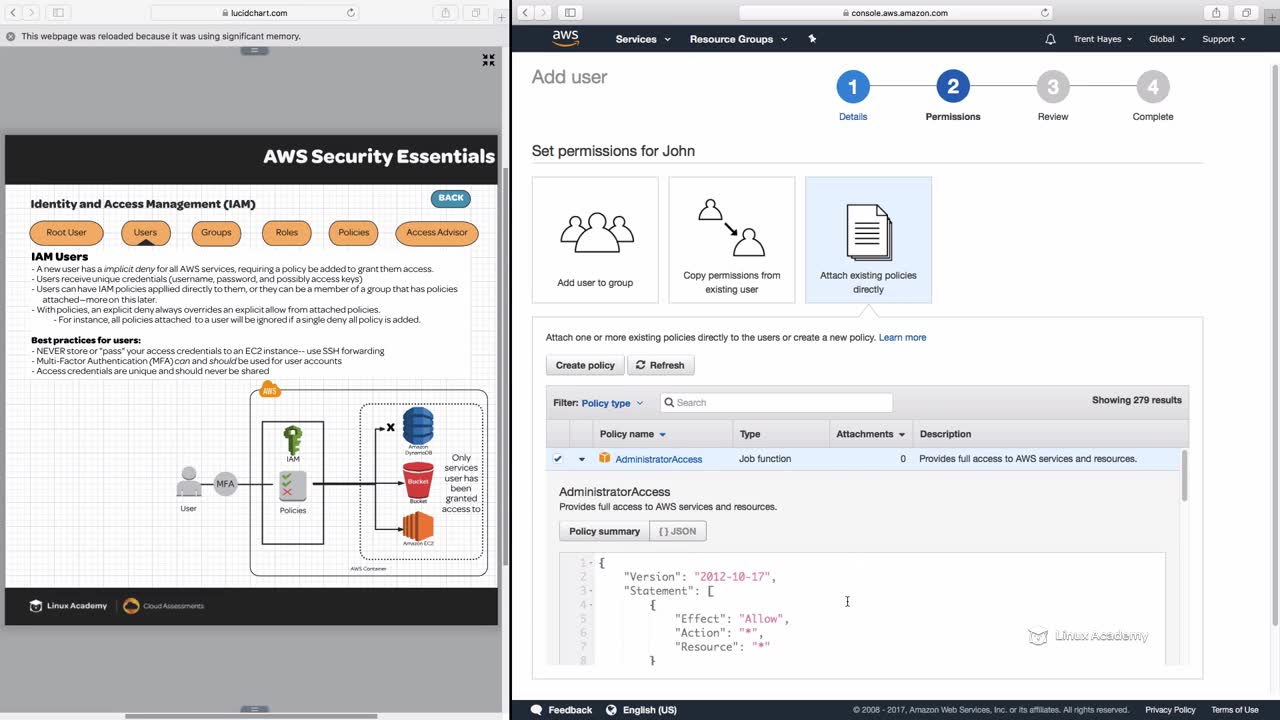 lucidchart.com
This webpage was reloaded because it was using significant memory.
AWS Security Essentials
Identity and Access Management (IAM)
BACK
Root User
Users
Groups
Roles
Policies
Access Advisor
IAM Users
- A new user has a implicit deny for all AWS services, requiring a policy be added to grant them access.
- Users receive unique credentials (username, password, and possibly access keys)
- Users can have IAM policies appllied directly to them, or they can be a member of a group that has policies
attached—more on this later.
- With policies, an explicit deny always overrides an explicit allow from attached policies.
- For instance, all policies attached to a user will be ignored if a single deny all policy is added.
Best practices for users:
- NEVER store or "pass" your access credentials to an EC2 instance-- use SSH forwarding
- Multi-Factor Authentication (MFA) can and should be used for user accounts
- Access credentials are unique and should never be shared
AWS
User
MFA
IAM
Policies
X
Amazon
DynamoDB
Bucket
Bucket
Amazon EC2
Only
services
user has
been
granted
access to
AWS Container
Linux Academy
Cloud Assessments
console.aws.amazon.com
aws
Services
Resource Groups
Trent Hayes
Global
Support
Add user
1
2
3
4
Details
Permissions
Review
Complete
Set permissions for John
Add user to group
Copy permissions from
existing user
Attach existing policies
directly
Attach one or more existing policies directly to the users or create a new policy. Learn more
Create policy
Refresh
Filter: Policy type
Search
Showing 279 results
Policy name
Type
Attachments
Description
AdministratorAccess
Job function
0
Provides full access to AWS services and resources.
AdministratorAccess
Provides full access to AWS services and resources.
Policy summary
{ } JSON
1 {
2 "Version": "2012-10-17",
3 "Statement": [
4 {
5 "Effect": "Allow",
6 "Action": "*",
7 "Resource": "*"
8 }
Linux Academy
Feedback
English (US)
© 2008 - 2017, Amazon Web Services, Inc. or its affiliates. All rights reserved.
Privacy Policy
Terms of Use